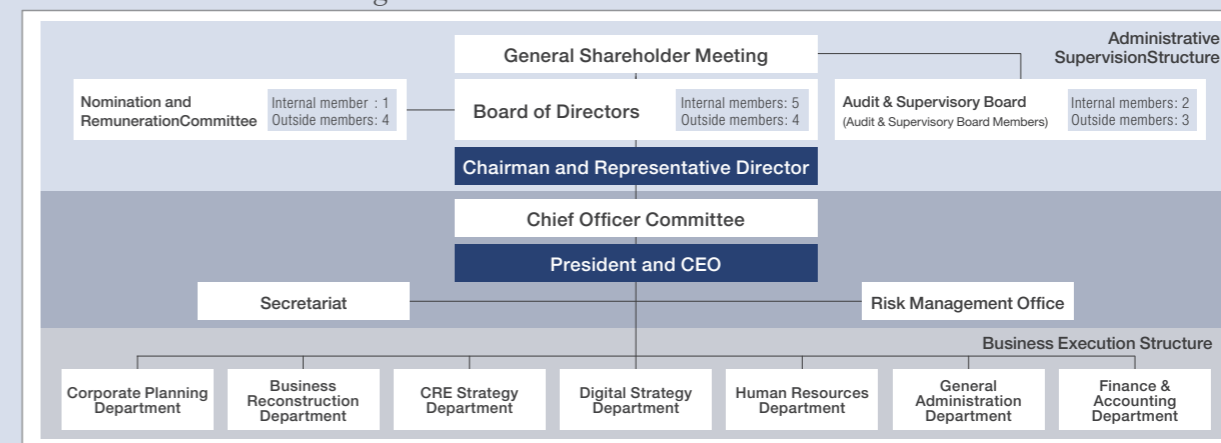 General Shareholder Meeting
Administrative
SupervisionStructure
Nomination and
RemunerationCommittee
Internal member : 1
Outside members: 4
Board of Directors
Internal members: 5
Outside members: 4
Audit & Supervisory Board
(Audit & Supervisory Board Members)
Internal members: 2
Outside members: 3
Chairman and Representative Director
Chief Officer Committee
President and CEO
Secretariat
Risk Management Office
Business Execution Structure
Corporate Planning
Department
Business
Reconstruction
Department
CRE Strategy
Department
Digital Strategy
Department
Human Resources
Department
General
Administration
Department
Finance &
Accounting
Department